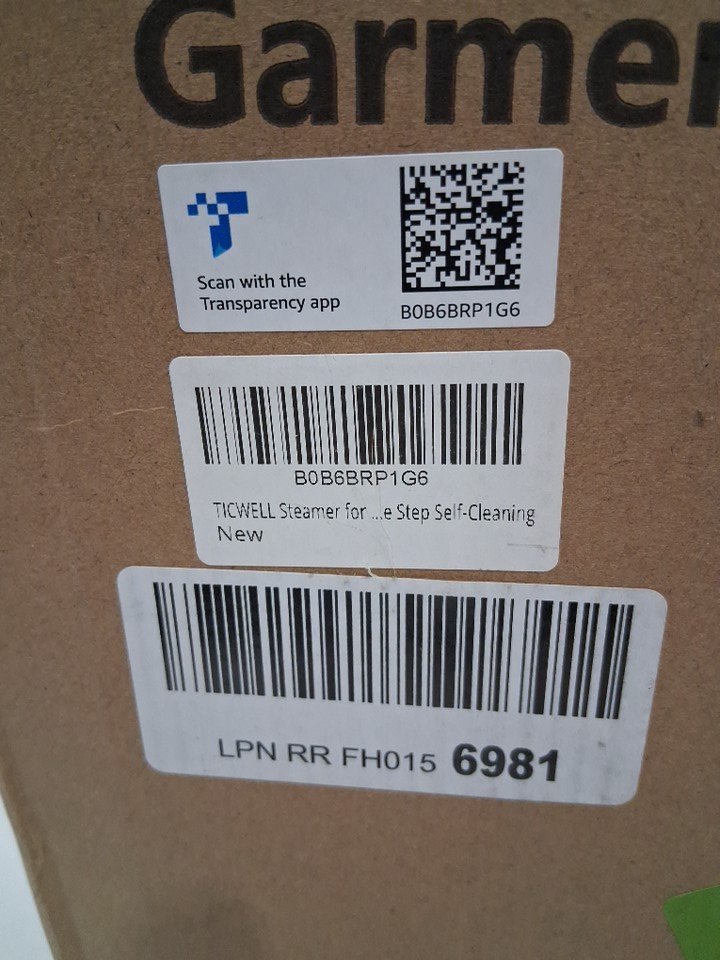 Garmen
Scan with the
Transparency app
B0B6BRP1G6
B0B6BRP1G6
TICWELL Steamer for ...e Step Self-Cleaning
New
LPN RR FH015 6981